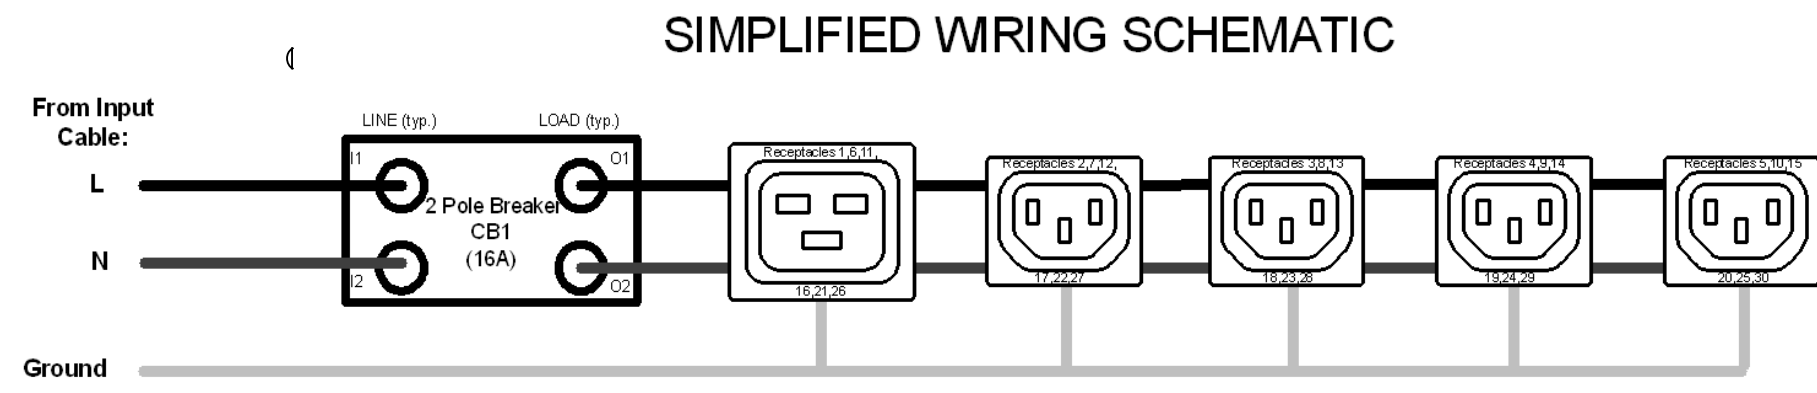 SIMPLIFIED WIRING SCHEMATIC
From Input
Cable:
LINE (typ.)
LOAD (typ.)
I1
O1
L
2 Pole Breaker
CB1
(16A)
N
I2
O2
Receptacles 1,6,11,
16,21,26
Receptacles 2,7,12,
17,22,27
Receptacles 3,8,13
18,23,28
Receptacles 4,9,14
19,24,29
Receptacles 5,10,15
20,25,30
Ground